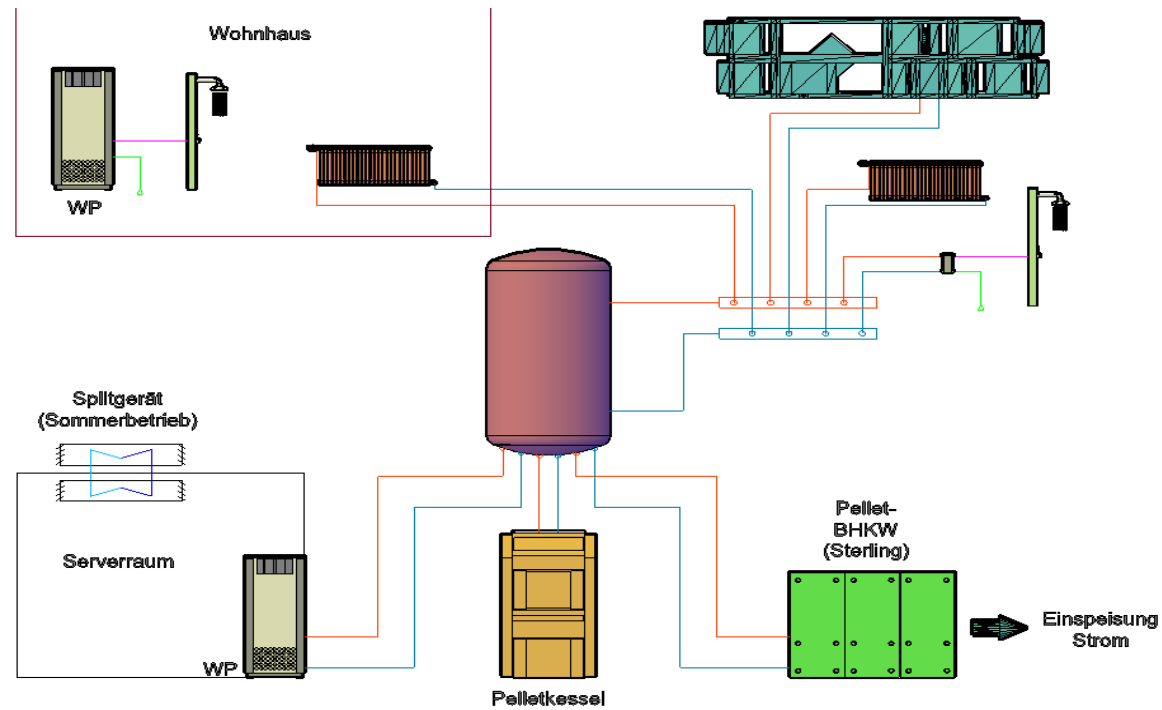 Wohnhaus
WP
Splitgerät
(Sommerbetrieb)
Serverraum
WP
Pelletkessel
Pellet-
BHKW
(Sterling)
Einspeisung
Strom